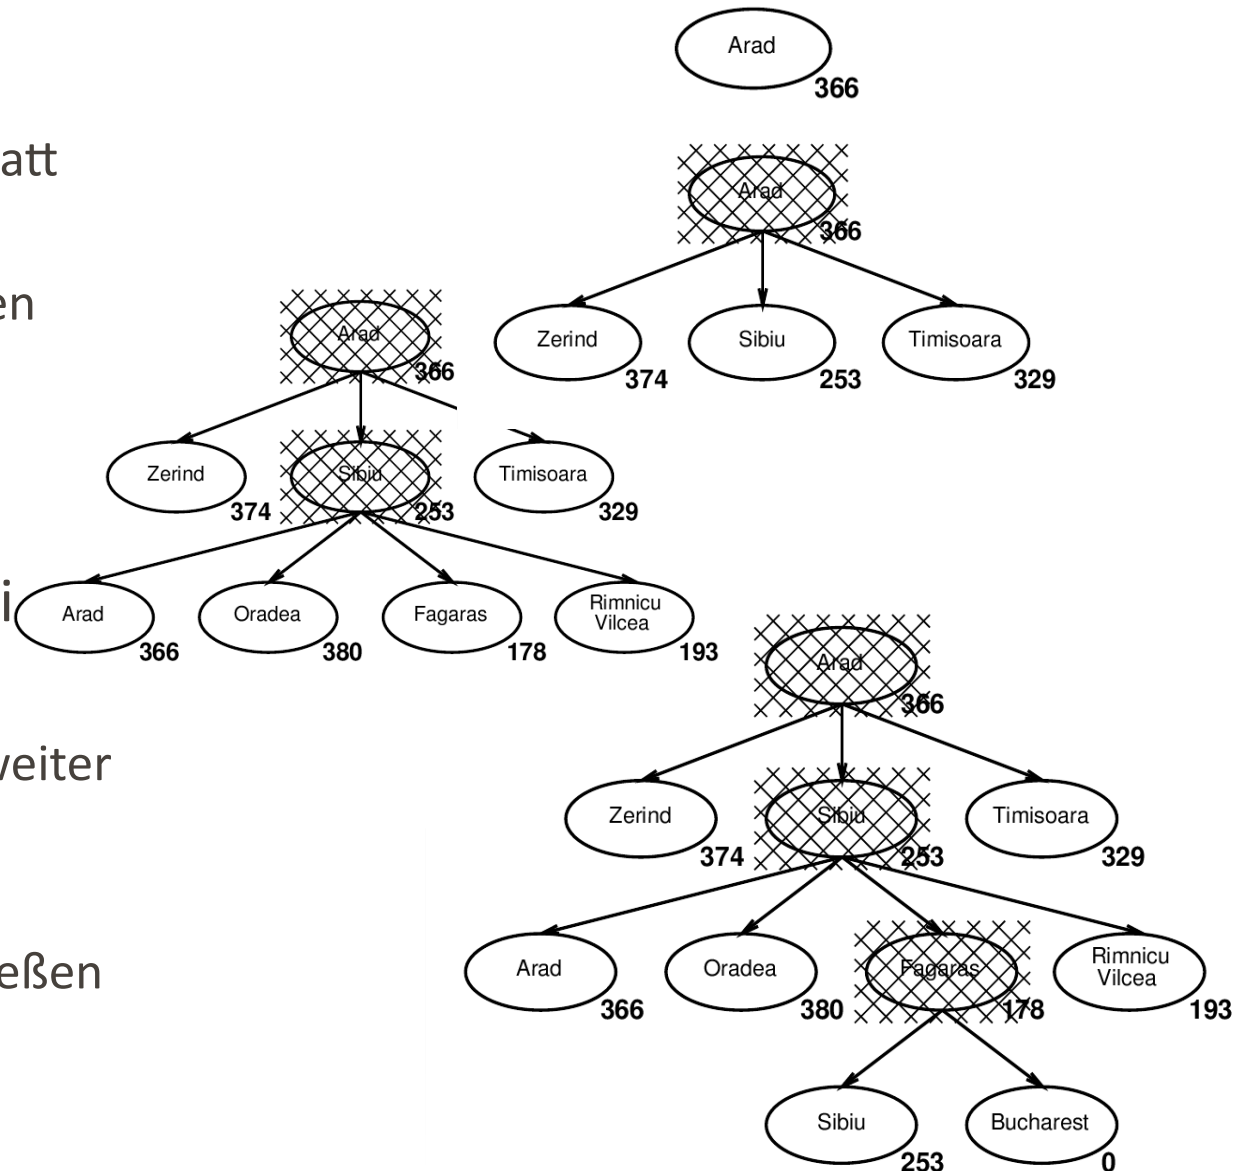 Arad
366
att
Arad
366
en
Zerind
374
Sibiu
253
Timisoara
329
Arad
366
Zerind
374
Sibiu
253
Timisoara
329
i
Arad
366
Oradea
380
Fagaras
178
Rimnicu
Vilcea
193
Arad
366
weiter
Zerind
374
Sibiu
253
Timisoara
329
eßen
Arad
366
Oradea
380
Fagaras
178
Rimnicu
Vilcea
193
Sibiu
253
Bucharest
0